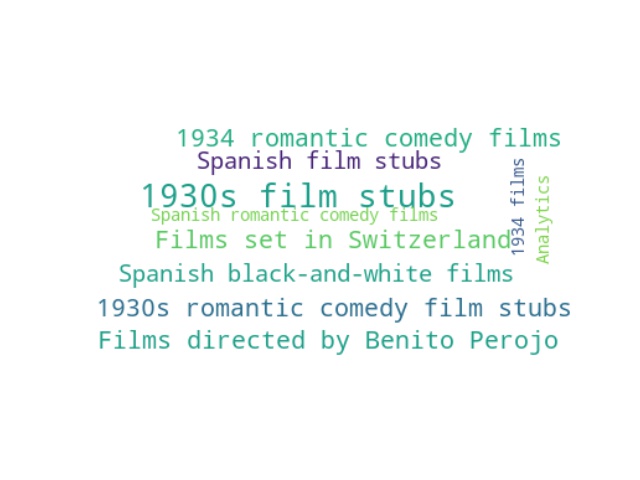 1934 romantic comedy films
Spanish film stubs
1930s film stubs
Spanish romantic comedy films
Films set in Switzerland
1934 films
Analytics
Spanish black-and-white films
1930s romantic comedy film stubs
Films directed by Benito Perojo